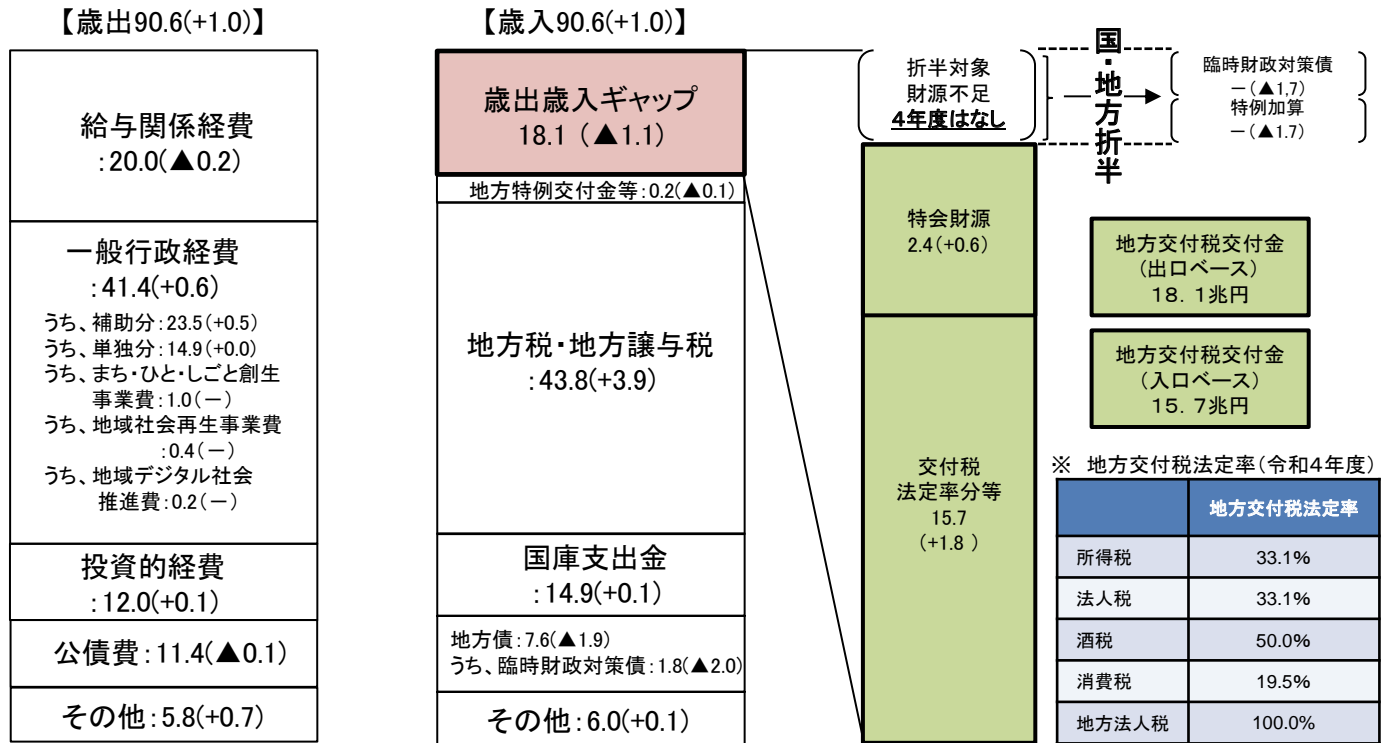 【歳出90.6(+1.0)】
給与関係経費
:20.0(▲0.2)
一般行政経費
:41.4(+0.6)
うち、補助分:23.5(+0.5)
うち、単独分:14.9(+0.0)
うち、まち・ひと・しごと創生
事業費:1.0(－)
うち、地域社会再生事業費
:0.4(－)
うち、地域デジタル社会
推進費:0.2(－)
投資的経費
:12.0(+0.1)
公債費:11.4(▲0.1)
その他:5.8(+0.7)
【歳入90.6(+1.0)】
歳出歳入ギャップ
18.1 (▲1.1)
地方特例交付金等:0.2(▲0.1)
地方税・地方譲与税
:43.8(+3.9)
国庫支出金
:14.9(+0.1)
地方債:7.6(▲1.9)
うち、臨時財政対策債:1.8(▲2.0)
その他:6.0(+0.1)
折半対象
財源不足
4年度はなし
特会財源
2.4(+0.6)
交付税
法定率分等
15.7
(+1.8 )
国・地方折半
臨時財政対策債
－(▲1,7)
特例加算
－(▲1.7)
地方交付税交付金
(出口ベース)
18．1兆円
地方交付税交付金
(入口ベース)
15．7兆円
※ 地方交付税法定率(令和4年度)
地方交付税法定率
所得税 33.1%
法人税 33.1%
酒税 50.0%
消費税 19.5%
地方法人税 100.0%